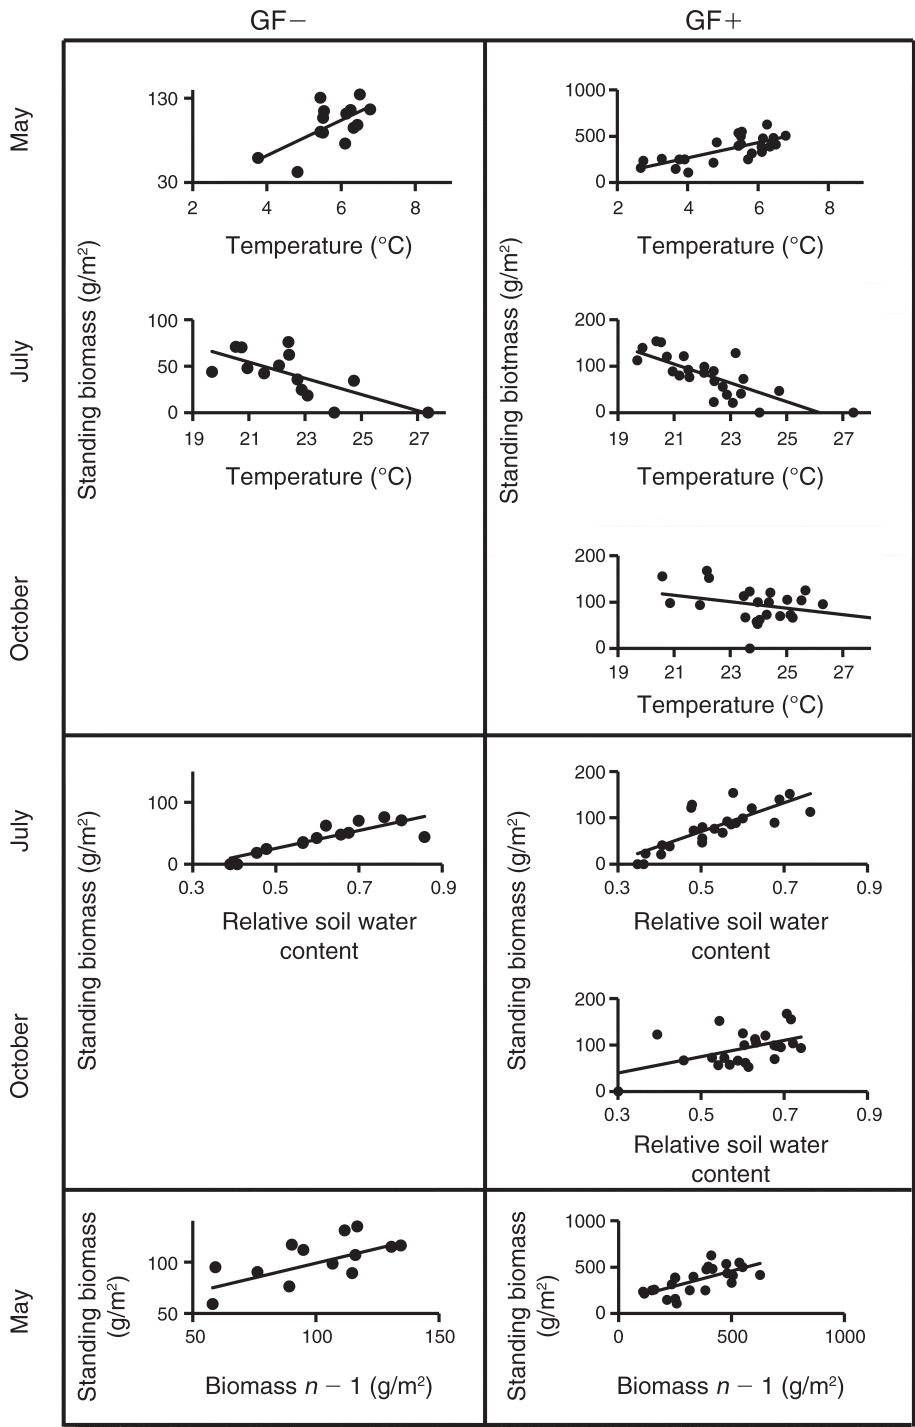 GF−
GF+
May
130
30
2
4
6
8
Temperature (°C)
1000
500
0
2
4
6
8
Temperature (°C)
Standing biomass (g/m²)
Standing biotmass (g/m²)
July
100
50
0
19
21
23
25
27
Temperature (°C)
200
100
0
19
21
23
25
27
Temperature (°C)
October
200
100
0
19
21
23
25
27
Temperature (°C)
July
Standing biomass (g/m²)
100
0
0.3
0.5
0.7
0.9
Relative soil water
content
Standing biomass (g/m²)
200
100
0
0.3
0.5
0.7
0.9
Relative soil water
content
October
200
100
0
0.3
0.5
0.7
0.9
Relative soil water
content
May
Standing biomass
(g/m²)
100
50
50
100
150
Biomass n − 1 (g/m²)
Standing biomass
(g/m²)
1000
500
0
0
500
1000
Biomass n − 1 (g/m²)